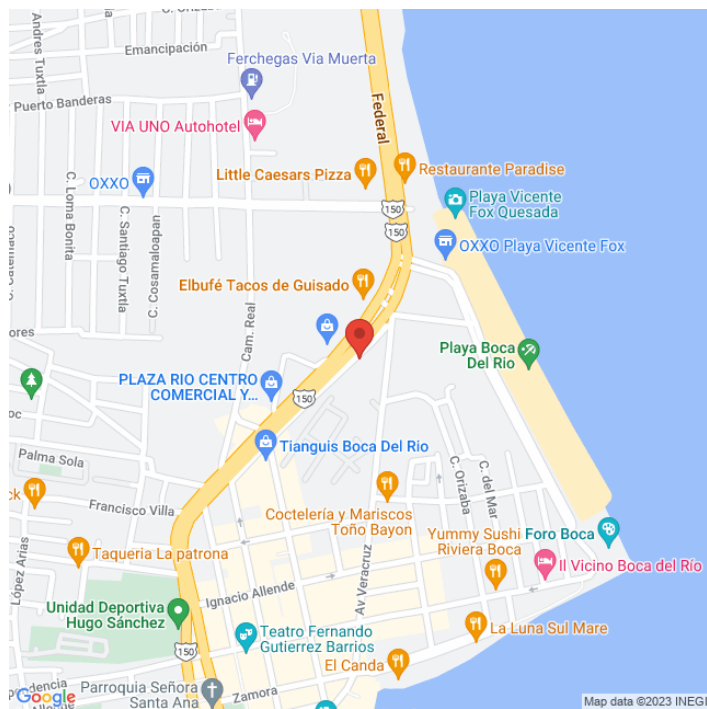 C. Orizaba
Emancipación
Andres Tuxtla
Ferchegas Via Muerta
Puerto Banderas
VIA UNO Autohotel
Federal
OXXO
Little Caesars Pizza
Restaurante Paradise
C. Loma Bonita
C. Santiago Tuxtla
C. Cosamaloapan
150
Playa Vicente
Fox Quesada
150
OXXO Playa Vicente Fox
Elbufé Tacos de Guisado
Cam. Real
PLAZA RIO CENTRO
COMERCIAL Y...
150
Playa Boca
Del Rio
Tianguis Boca Del Rio
Palma Sola
C. Orizaba
C. del Mar
Francisco Villa
Coctelería y Mariscos
Toño Bayon
Yummy Sushi
Riviera Boca
Foro Boca
Taqueria La patrona
López Arias
Il Vicino Boca del Río
Av Veracruz
Ignacio Allende
Unidad Deportiva
Hugo Sánchez
La Luna Sul Mare
Teatro Fernando
Gutierrez Barrios
150
El Canda
Parroquia Señora
Santa Ana
Zamora
Google
Map data ©2023 INEGI